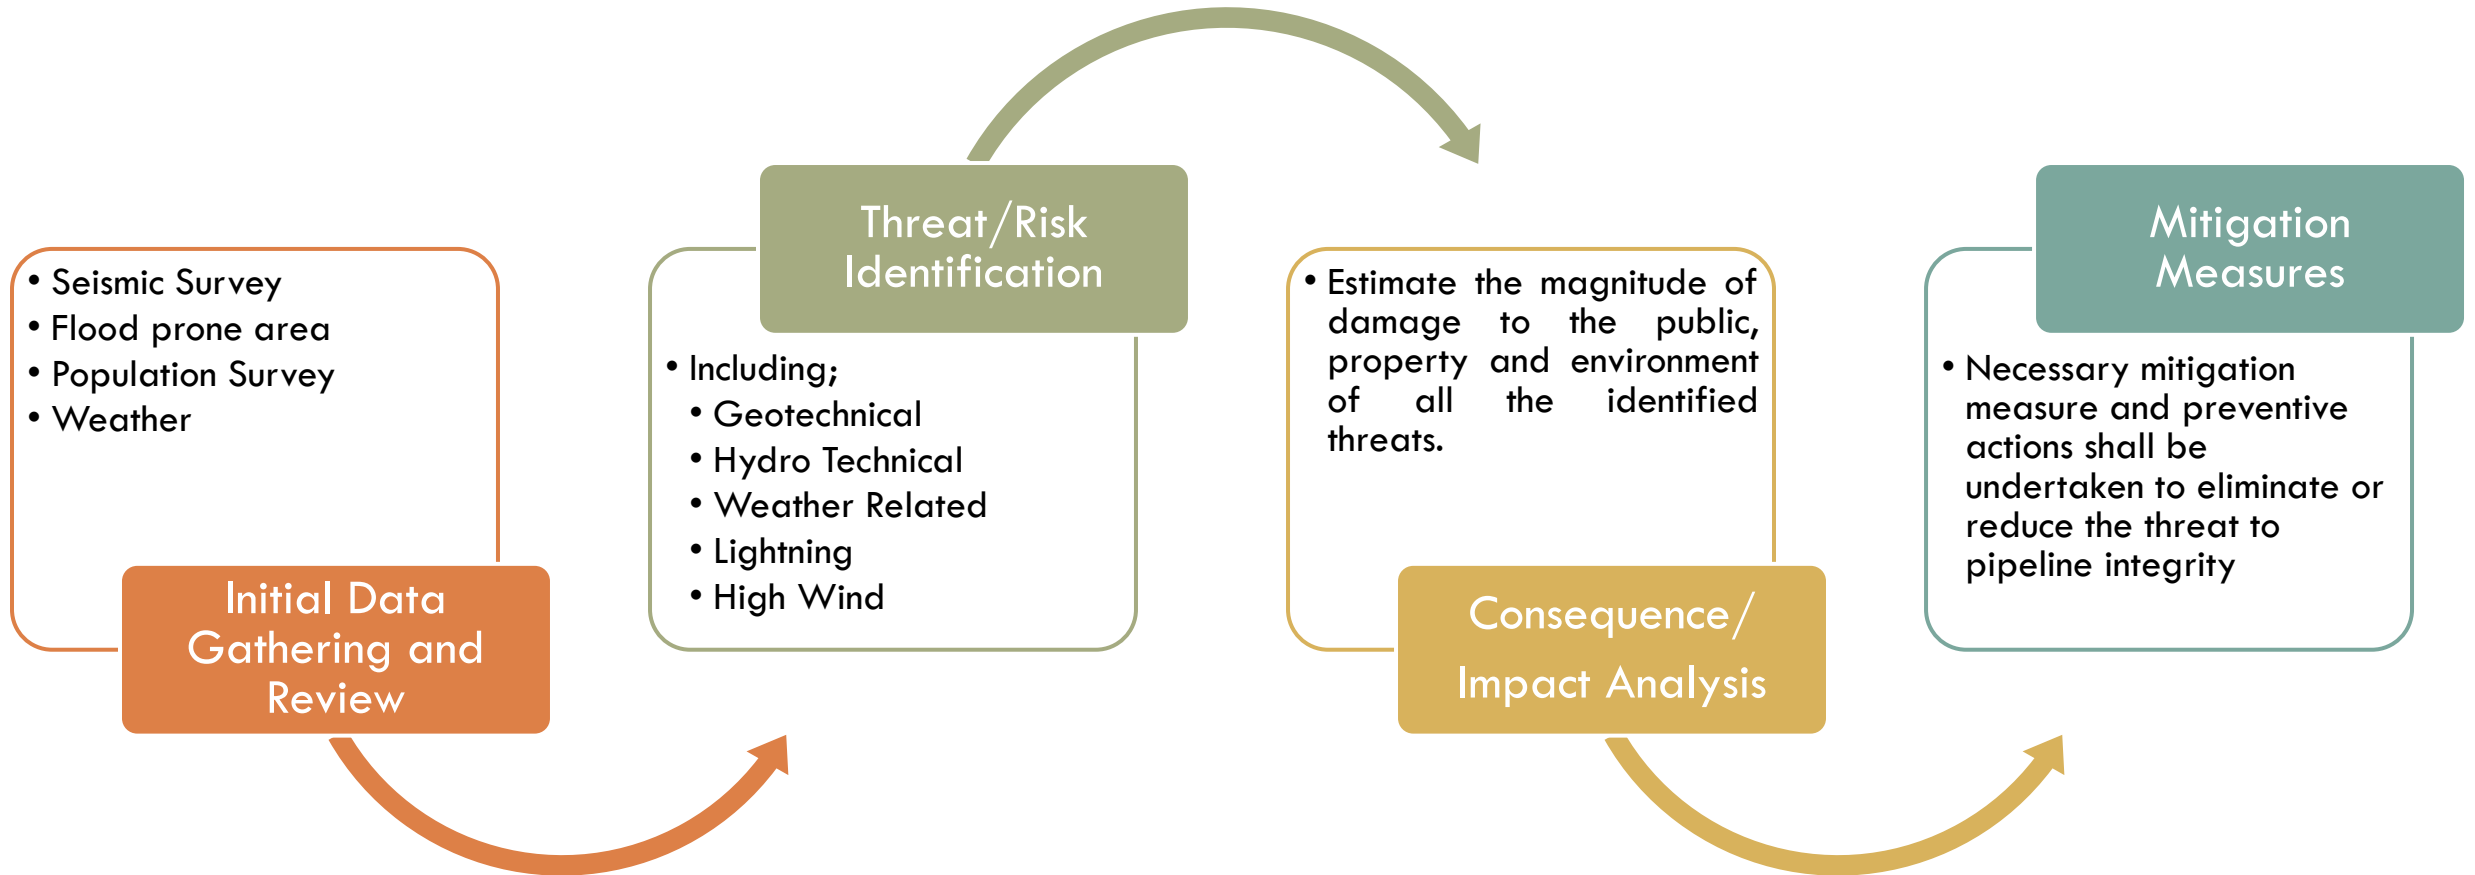 • Seismic Survey
• Flood prone area
• Population Survey
• Weather
Initial Data
Gathering and
Review
Threat/Risk
Identification
• Including;
• Geotechnical
• Hydro Technical
• Weather Related
• Lightning
• High Wind
• Estimate the magnitude of
damage to the public,
property and environment
of all the identified
threats.
Consequence/
Impact Analysis
Mitigation
Measures
• Necessary mitigation
measure and preventive
actions shall be
undertaken to eliminate or
reduce the threat to
pipeline integrity